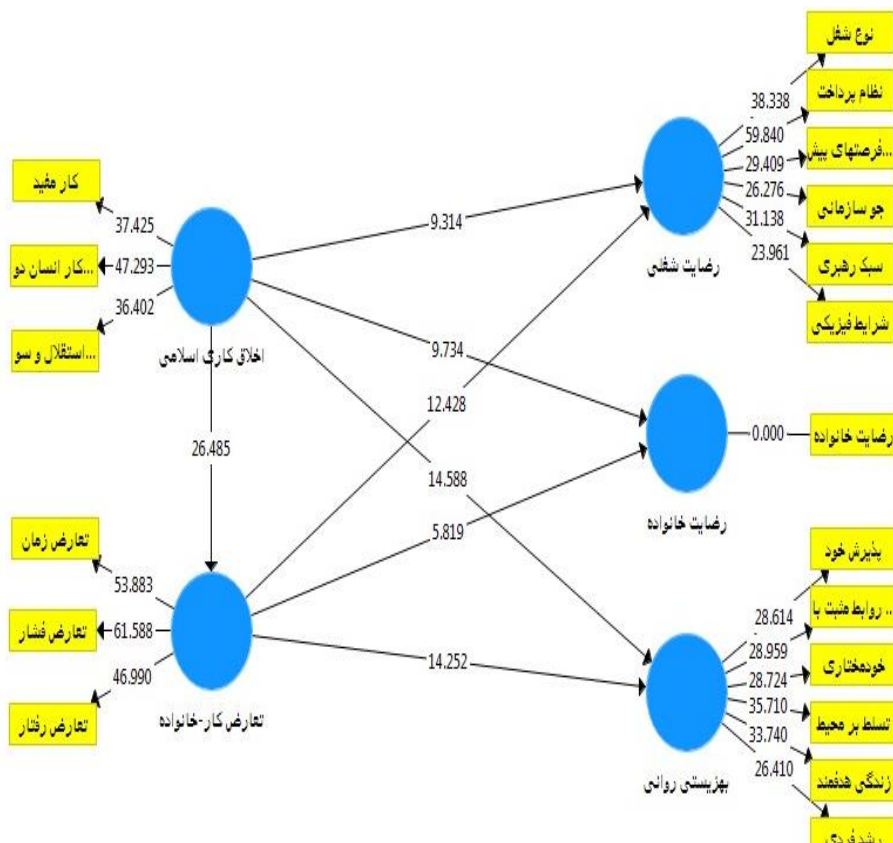 نوع شغل
نظام پرداخت
فرصتهای پیش...
جو سازمانی
سبک رهبری
شرایط فیزیکی
38.338
59.840
29.409
26.276
31.138
23.961
رضایت شغلی
کار مفید
کار انسان دو...
استقلال و سو...
37.425
47.293
36.402
اخلاق کاری اسلامی
9.314
9.734
12.428
26.485
14.588
5.819
14.252
رضایت خانواده
0.000
رضایت خانواده
تعارض زمان
تعارض فشار
تعارض رفتار
53.883
61.588
46.990
تعارض کار-خانواده
پذیرش خود
روابط مثبت با ..
خودمختاری
تسلط بر محیط
زندگی هدفمند
رشد فردی
28.614
28.959
28.724
35.710
33.740
26.410
بهزیستی روانی